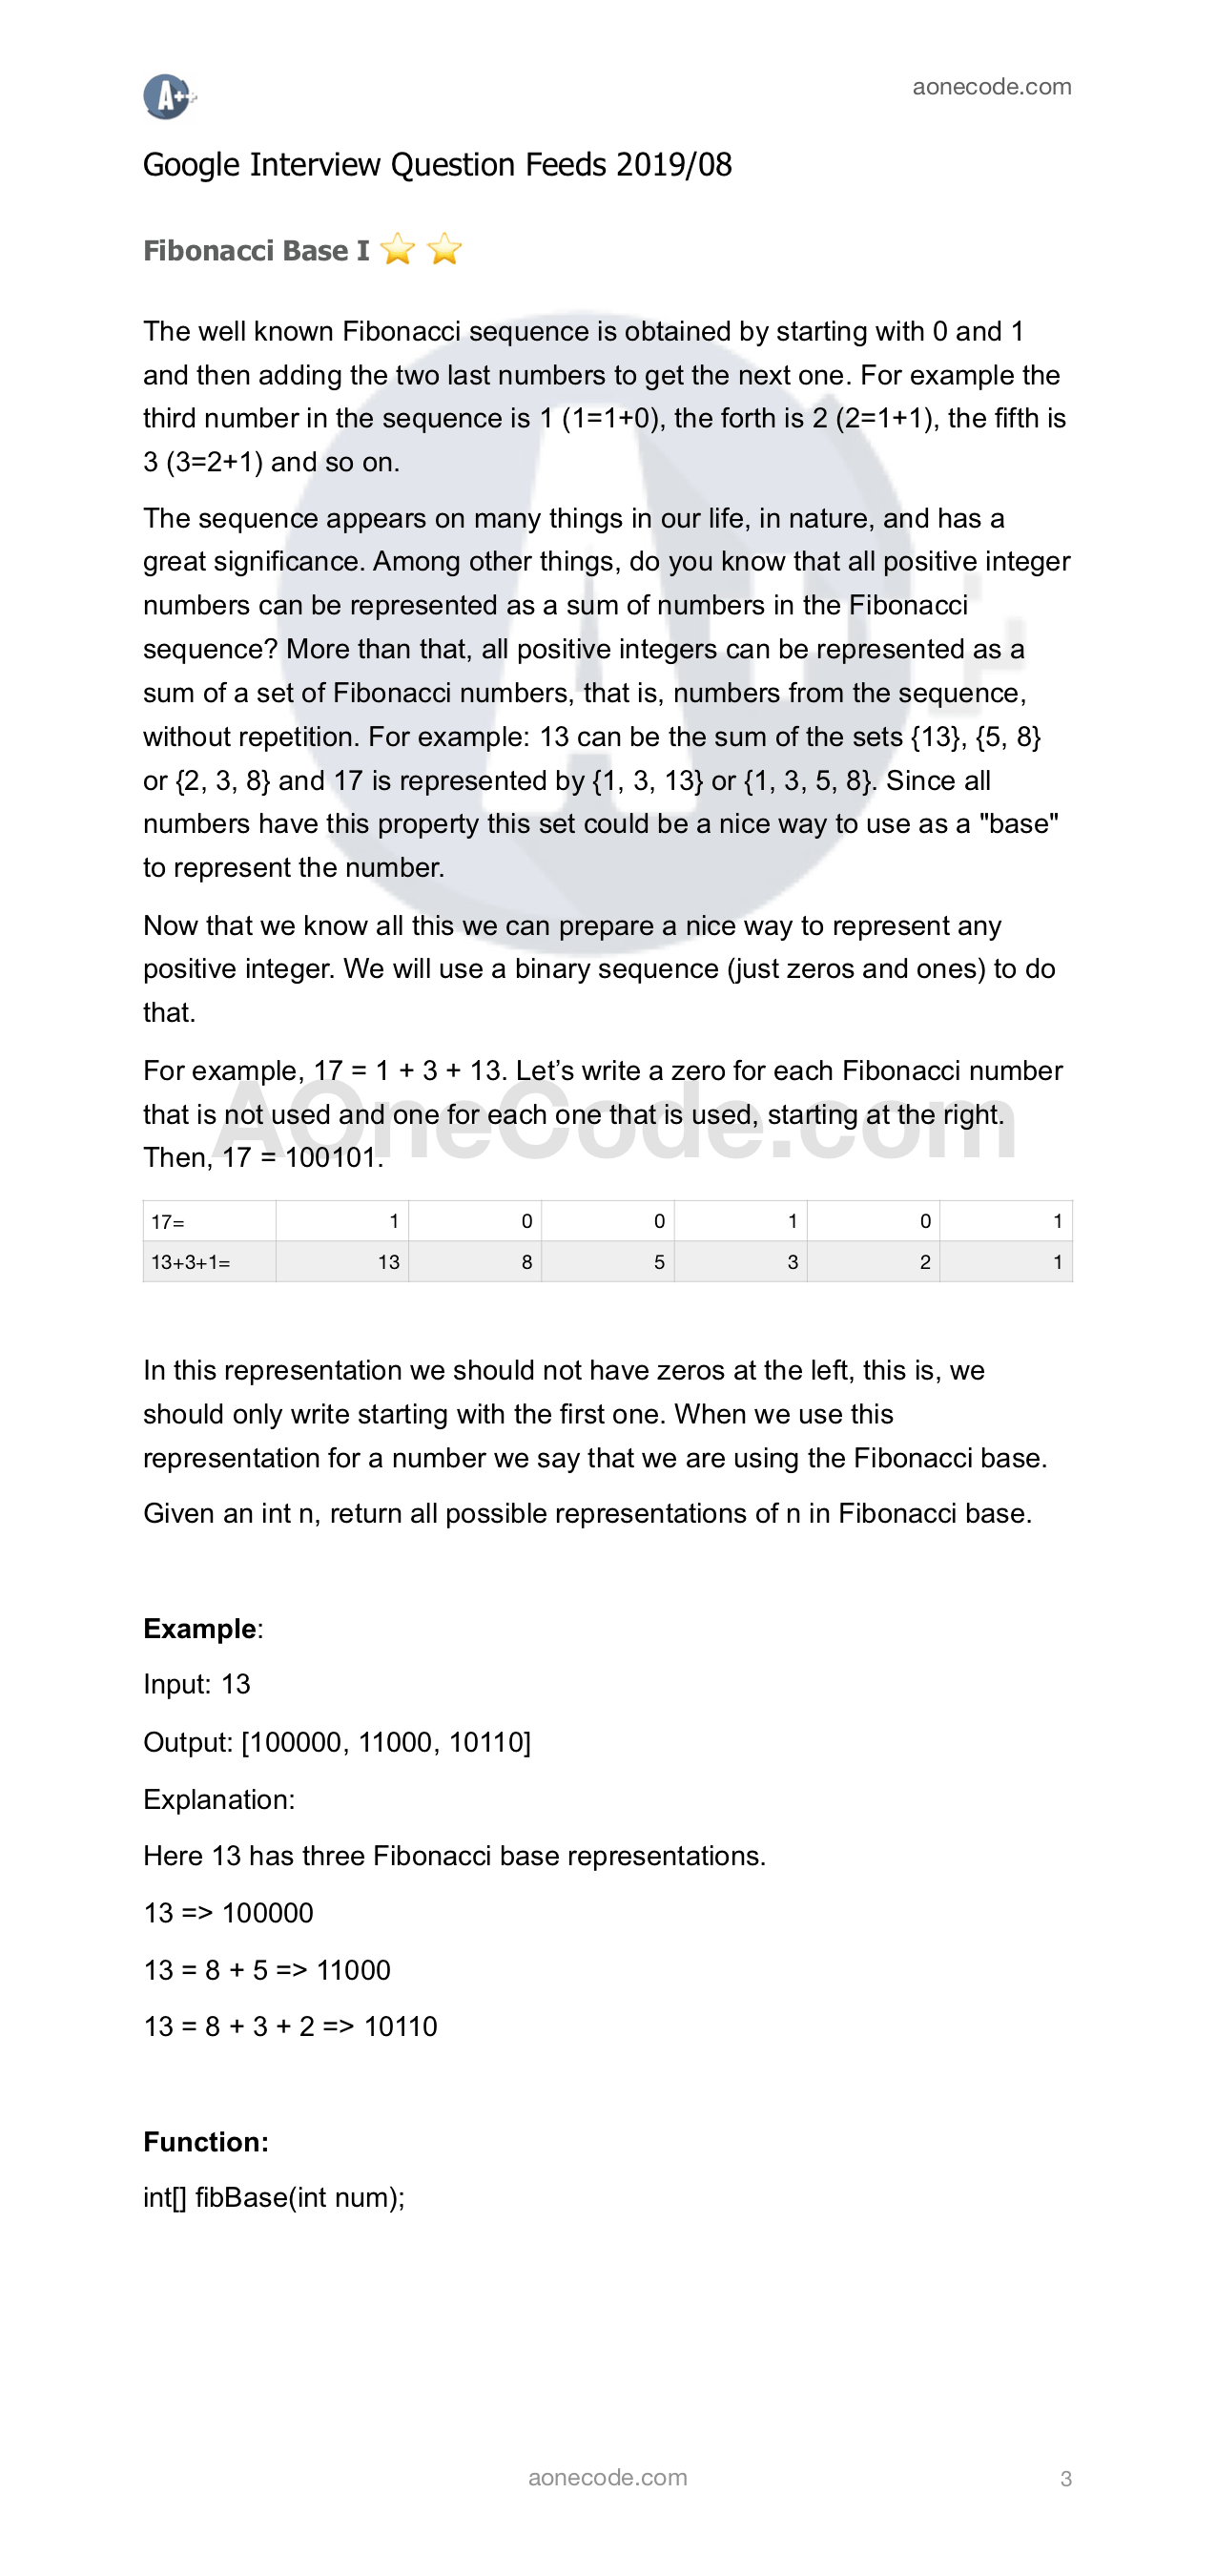 A++
aonecode.com
Google Interview Question Feeds 2019/08
Fibonacci Base I ⭐ ⭐
The well known Fibonacci sequence is obtained by starting with 0 and 1
and then adding the two last numbers to get the next one. For example the
third number in the sequence is 1 (1=1+0), the forth is 2 (2=1+1), the fifth is
3 (3=2+1) and so on.
The sequence appears on many things in our life, in nature, and has a
great significance. Among other things, do you know that all positive integer
numbers can be represented as a sum of numbers in the Fibonacci
sequence? More than that, all positive integers can be represented as a
sum of a set of Fibonacci numbers, that is, numbers from the sequence,
without repetition. For example: 13 can be the sum of the sets {13}, {5, 8}
or {2, 3, 8} and 17 is represented by {1, 3, 13} or {1, 3, 5, 8}. Since all
numbers have this property this set could be a nice way to use as a "base"
to represent the number.
Now that we know all this we can prepare a nice way to represent any
positive integer. We will use a binary sequence (just zeros and ones) to do
that.
For example, 17 = 1 + 3 + 13. Let’s write a zero for each Fibonacci number
that is not used and one for each one that is used, starting at the right.
Then, 17 = 100101.
AOneCode.com
17= 1 0 0 1 0 1
13+3+1= 13 8 5 3 2 1
In this representation we should not have zeros at the left, this is, we
should only write starting with the first one. When we use this
representation for a number we say that we are using the Fibonacci base.
Given an int n, return all possible representations of n in Fibonacci base.
Example:
Input: 13
Output: [100000, 11000, 10110]
Explanation:
Here 13 has three Fibonacci base representations.
13 => 100000
13 = 8 + 5 => 11000
13 = 8 + 3 + 2 => 10110
Function:
int[] fibBase(int num);
aonecode.com
3